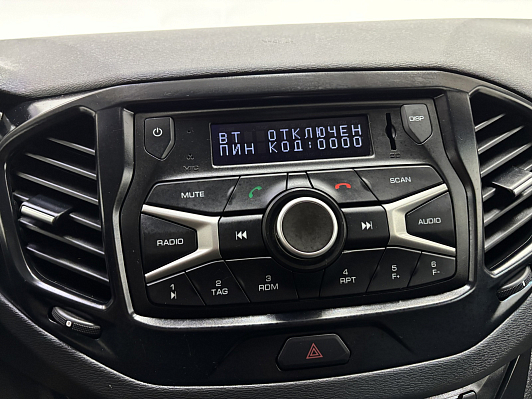 DISP
ВТ ОТКЛЮЧЕН
ПИН КОД:0000
MUTE
SCAN
RADIO
AUDIO
1
2 TAG
3 RDM
4 RPT
5 F+
6 F-